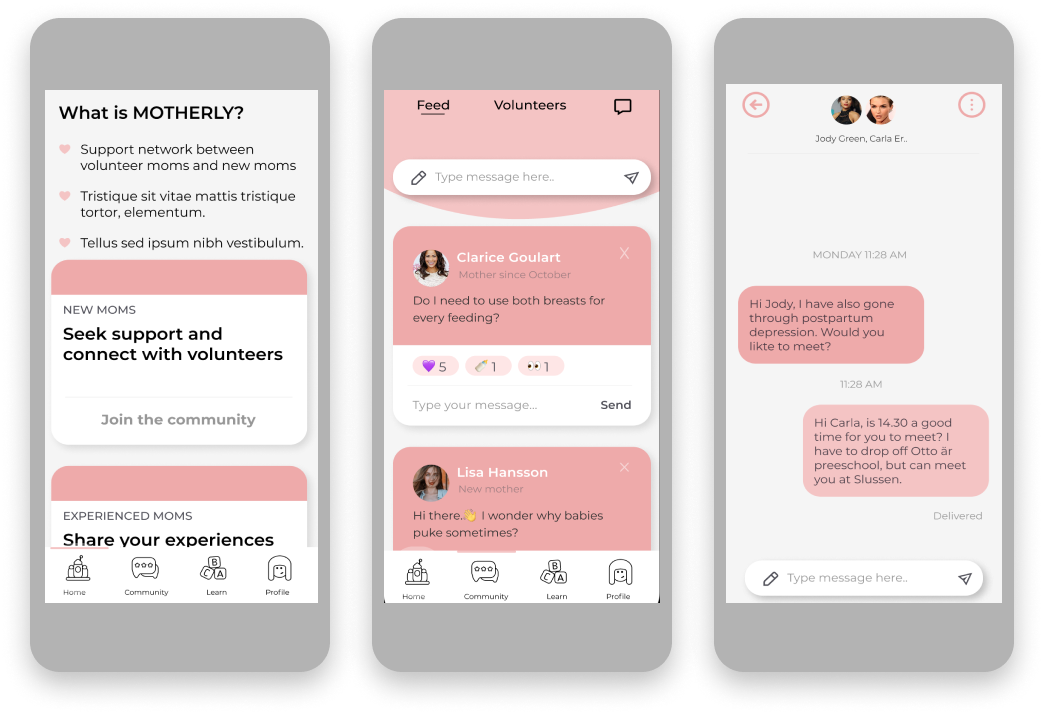 What is MOTHERLY?
Support network between
volunteer moms and new moms
Tristique sit vitae mattis tristique
tortor, elementum.
Tellus sed ipsum nibh vestibulum.
NEW MOMS
Seek support and
connect with volunteers
Join the community
EXPERIENCED MOMS
Share your experiences
Home
Community
Learn
Profile
Feed
Volunteers
Type message here..
Clarice Goulart
X
Mother since October
Do I need to use both breasts for
every feeding?
💜 5
🍼 1
👀 1
Type your message...
Send
Lisa Hansson
X
New mother
Hi there.👋 I wonder why babies
puke sometimes?
B
C A
Home
Community
Learn
Profile
Jody Green, Carla Er..
MONDAY 11:28 AM
Hi Jody, I have also gone
through postpartum
depression. Would you
likte to meet?
11:28 AM
Hi Carla, is 14.30 a good
time for you to meet? I
have to drop off Otto är
preeschool, but can meet
you at Slussen.
Delivered
Type message here..